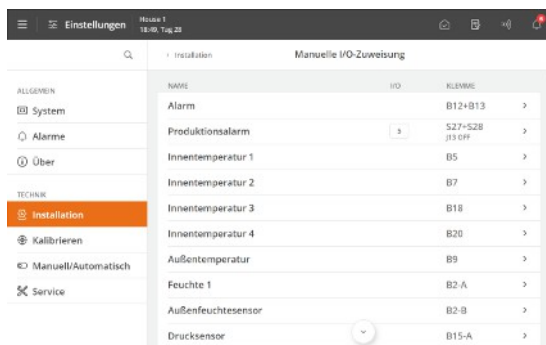 Einstellungen
House 1
18:49, Tag 28
Installation
Manuelle I/O-Zuweisung
ALLGEMEIN
System
Alarme
Über
TECHNIK
Installation
Kalibrieren
Manuell/Automatisch
Service
NAME I/O KLEMME
Alarm B12+B13
Produktionsalarm 3 S27+S28
J13 OFF
Innentemperatur 1 B5
Innentemperatur 2 B7
Innentemperatur 3 B18
Innentemperatur 4 B20
Außentemperatur B9
Feuchte 1 B2-A
Außenfeuchtesensor B2-B
Drucksensor B15-A